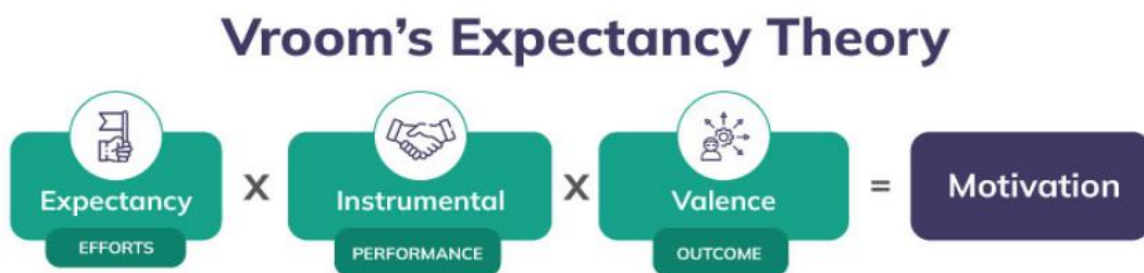 Vroom's Expectancy Theory
Expectancy X Instrumental X Valence = Motivation
EFFORTS PERFORMANCE OUTCOME